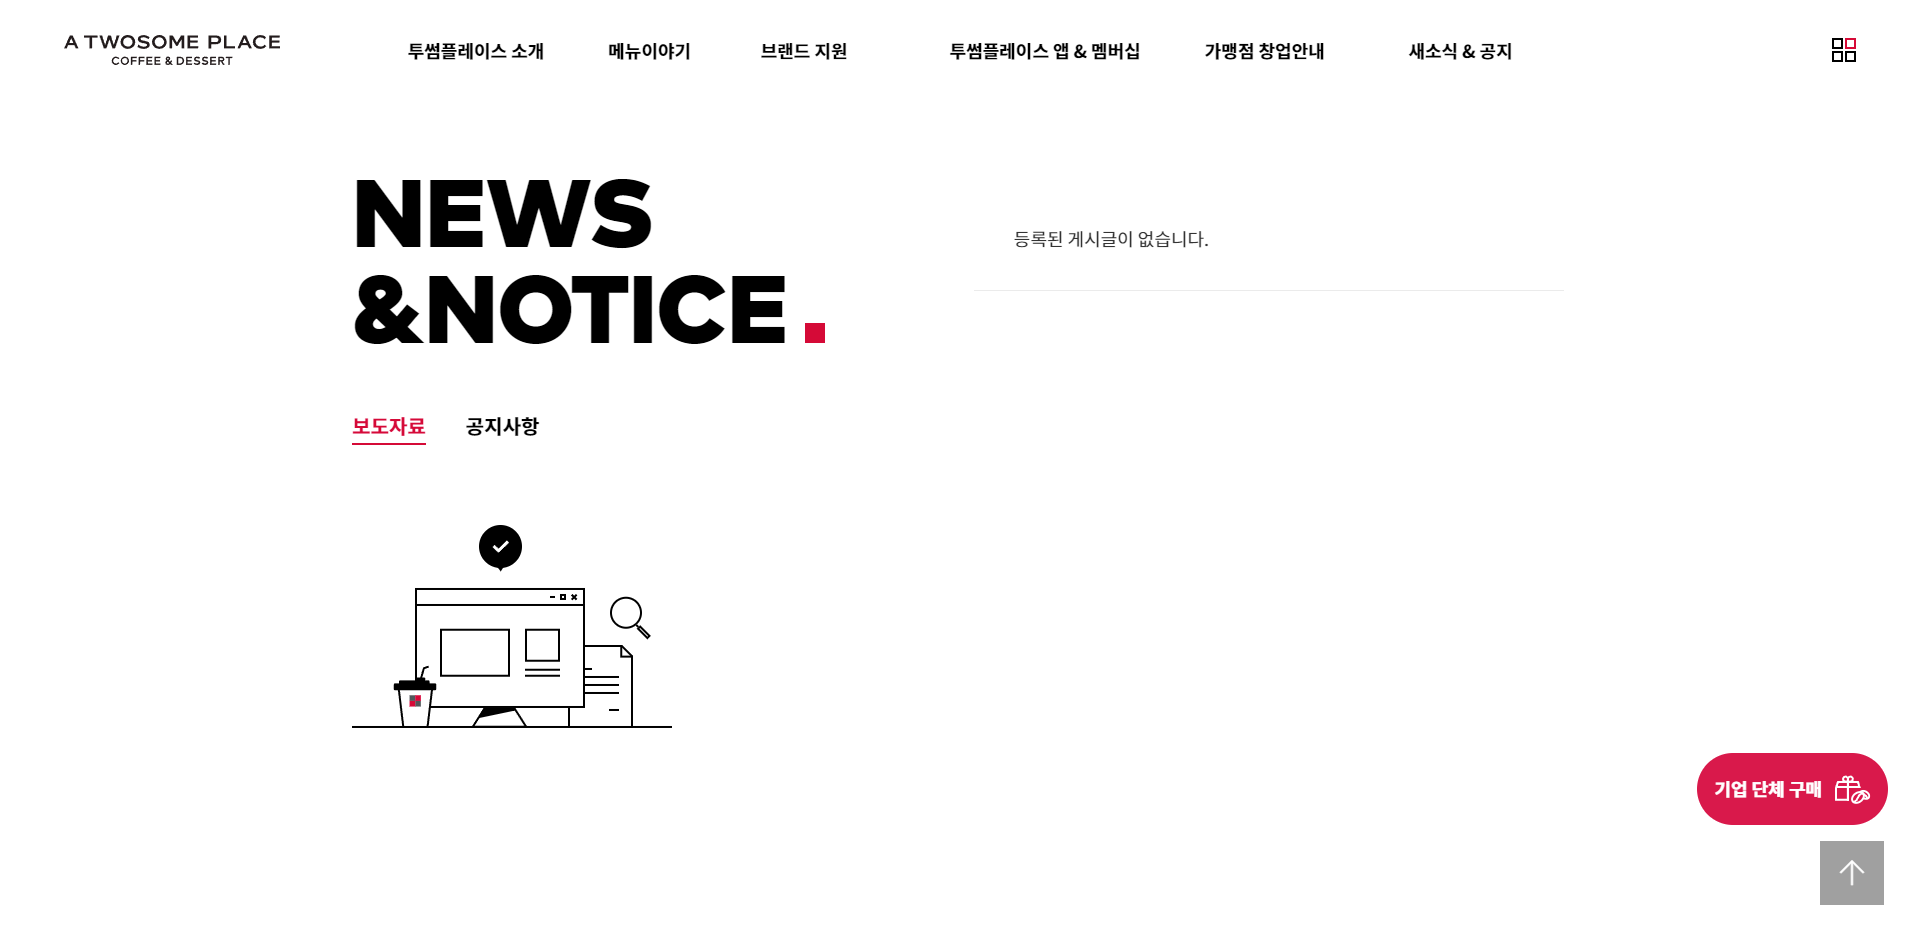 A TWOSOME PLACE
COFFEE & DESSERT
투썸플레이스 소개
메뉴이야기
브랜드 지원
투썸플레이스 앱 & 멤버십
가맹점 창업안내
새소식 & 공지
NEWS
&NOTICE.
등록된 게시글이 없습니다.
보도자료
공지사항
기업 단체 구매